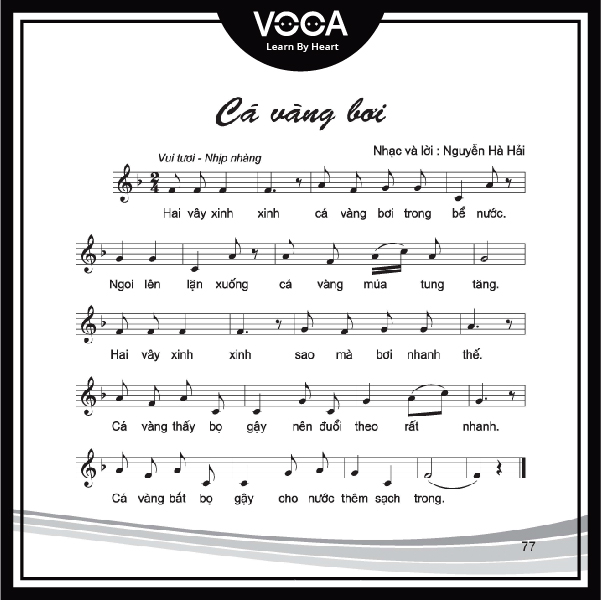 VOCA
Learn By Heart
Cá vàng bơi
Vui tươi - Nhịp nhàng
Nhạc và lời : Nguyễn Hà Hải
2
4
Hai vây xinh xinh cá vàng bơi trong bể nước.
Ngoi lên lặn xuống cá vàng múa tung tăng.
Hai vây xinh xinh sao mà bơi nhanh thế.
Cá vàng thấy bọ gậy nên đuổi theo rất nhanh.
Cá vàng bắt bọ gậy cho nước thêm sạch trong.
77